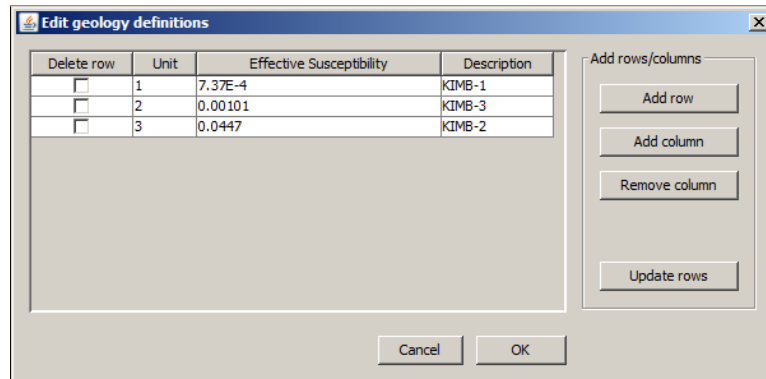 Edit geology definitions
Delete row Unit Effective Susceptibility Description
1 7.37E-4 KIMB-1
2 0.00101 KIMB-3
3 0.0447 KIMB-2
Add rows/columns
Add row
Add column
Remove column
Update rows
Cancel OK